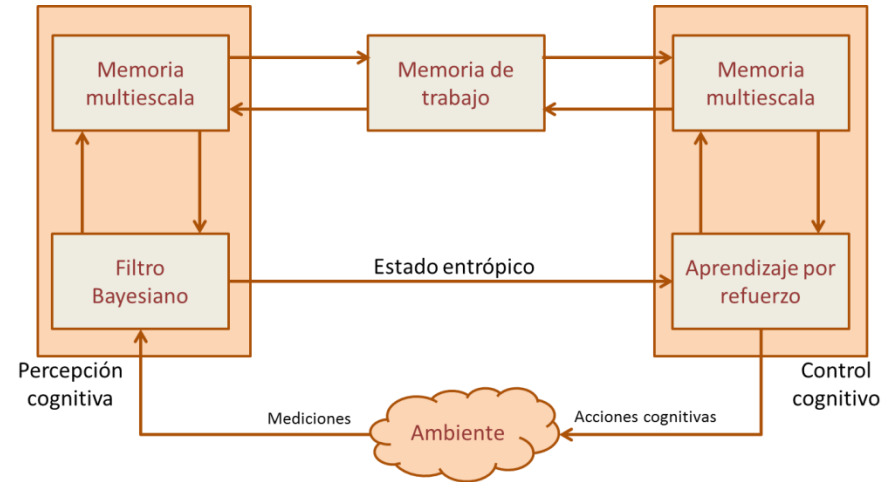 Memoria
multiescala
Memoria de
trabajo
Memoria
multiescala
Filtro
Bayesiano
Estado entrópico
Aprendizaje por
refuerzo
Percepción
cognitiva
Control
cognitivo
Mediciones
Ambiente
Acciones cognitivas